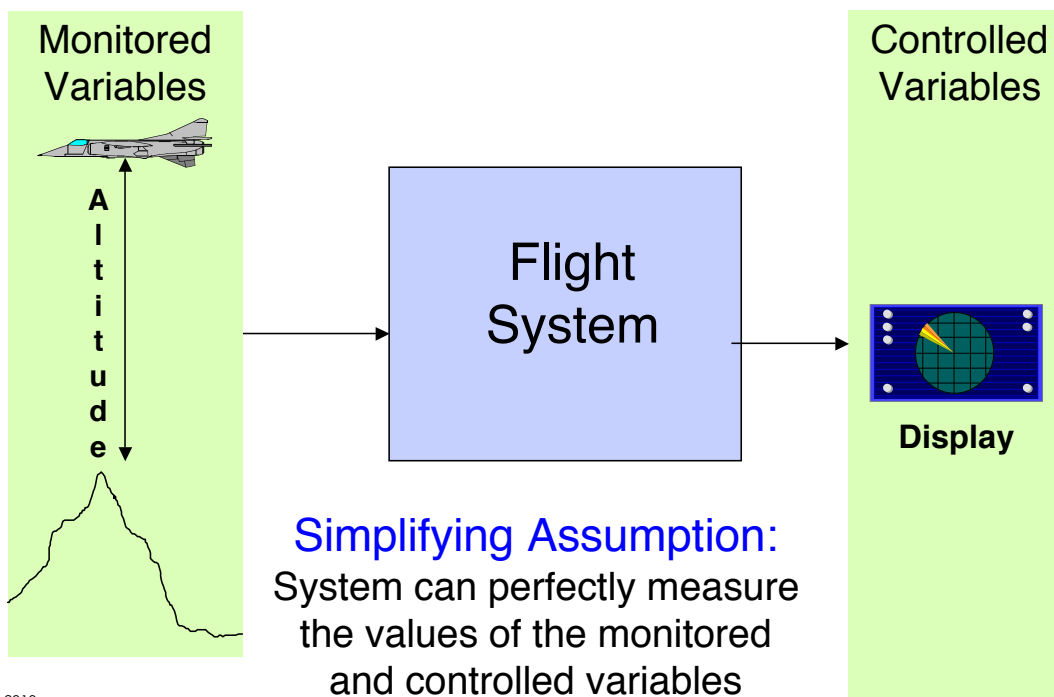 Monitored
Variables
Altitude
Flight
System
Controlled
Variables
Display
Simplifying Assumption:
System can perfectly measure
the values of the monitored
and controlled variables